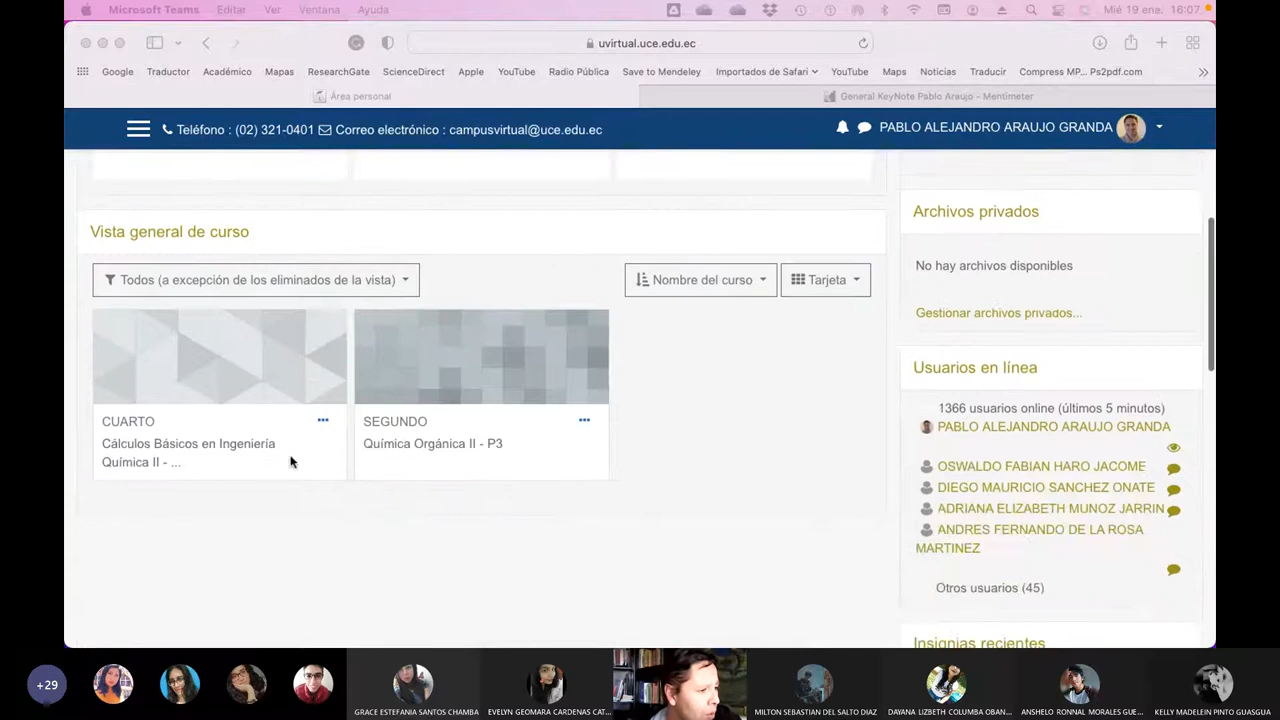 Microsoft Teams Editar Ver Ventana Ayuda Mié 19 ene. 16:07
uvirtual.uce.edu.ec
Google Traductor Académico Mapas ResearchGate ScienceDirect Apple YouTube Radio Pública Save to Mendeley Importados de Safari YouTube Maps Noticias Traducir Compress MP... Ps2pdf.com
Área personal General KeyNote Pablo Araujo - Mentimeter
Teléfono : (02) 321-0401 Correo electrónico : campusvirtual@uce.edu.ec PABLO ALEJANDRO ARAUJO GRANDA
Vista general de curso
Todos (a excepción de los eliminados de la vista) Nombre del curso Tarjeta
CUARTO
Cálculos Básicos en Ingeniería
Química II - ...
SEGUNDO
Química Orgánica II - P3
Archivos privados
No hay archivos disponibles
Gestionar archivos privados...
Usuarios en línea
1366 usuarios online (últimos 5 minutos)
PABLO ALEJANDRO ARAUJO GRANDA
OSWALDO FABIAN HARO JACOME
DIEGO MAURICIO SANCHEZ ONATE
ADRIANA ELIZABETH MUNOZ JARRIN
ANDRES FERNANDO DE LA ROSA
MARTINEZ
Otros usuarios (45)
Insignias recientes
+29
GRACE ESTEFANIA SANTOS CHAMBA
EVELYN GEOMARA CARDENAS CAT...
MILTON SEBASTIAN DEL SALTO DIAZ
DAYANA LIZBETH COLUMBA OBAN...
ANSHELO RONNAL MORALES GUE...
KELLY MADELEIN PINTO GUASGUA